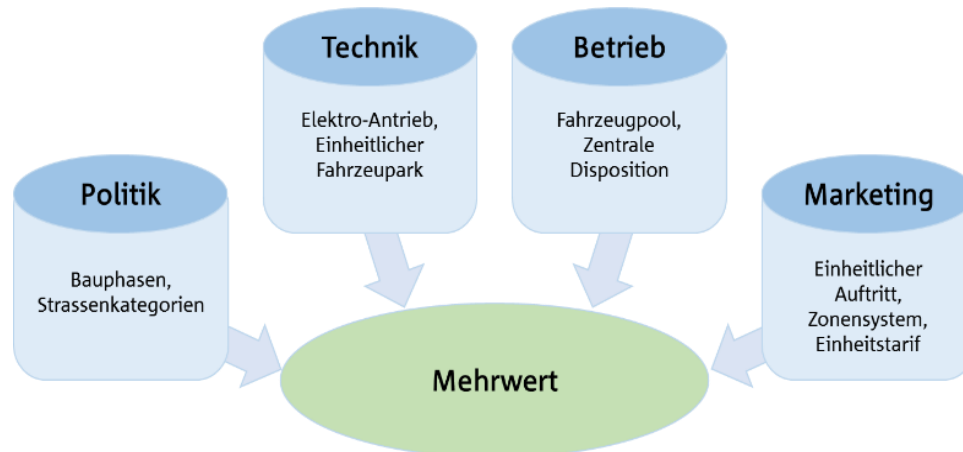 Technik
Elektro-Antrieb,
Einheitlicher
Fahrzeupark
Betrieb
Fahrzeugpool,
Zentrale
Disposition
Politik
Bauphasen,
Strassenkategorien
Marketing
Einheitlicher
Auftritt,
Zonensystem,
Einheitstarif
Mehrwert